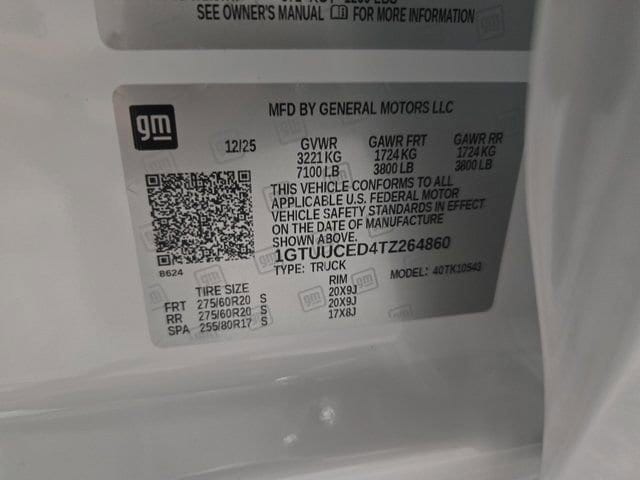 SEE OWNER'S MANUAL FOR MORE INFORMATION
gm
MFD BY GENERAL MOTORS LLC
12/25 GVWR GAWR FRT GAWR RR
3221 KG 1724 KG 1724 KG
7100 LB 3800 LB 3800 LB
THIS VEHICLE CONFORMS TO ALL
APPLICABLE U.S. FEDERAL MOTOR
VEHICLE SAFETY STANDARDS IN EFFECT
ON THE DATE OF MANUFACTURE
SHOWN ABOVE.
8624
1GTUUCED4TZ264860
TYPE: TRUCK MODEL: 40TK10543
TIRE SIZE RIM
FRT 275/60R20 S 20X9J
RR 275/60R20 S 20X9J
SPA 255/80R17 S 17X8J